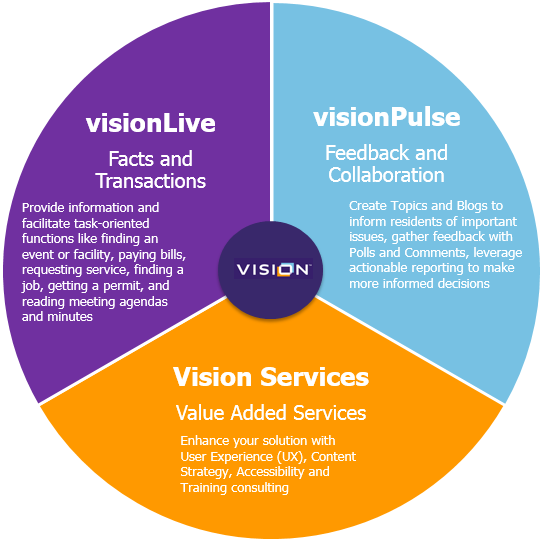 visionLive
Facts and
Transactions
Provide information and
facilitate task-oriented
functions like finding an
event or facility, paying bills,
requesting service, finding a
job, getting a permit, and
reading meeting agendas
and minutes
visionPulse
Feedback and
Collaboration
Create Topics and Blogs to
inform residents of important
issues, gather feedback with
Polls and Comments, leverage
actionable reporting to make
more informed decisions
VISION
Vision Services
Value Added Services
Enhance your solution with
User Experience (UX), Content
Strategy, Accessibility and
Training consulting